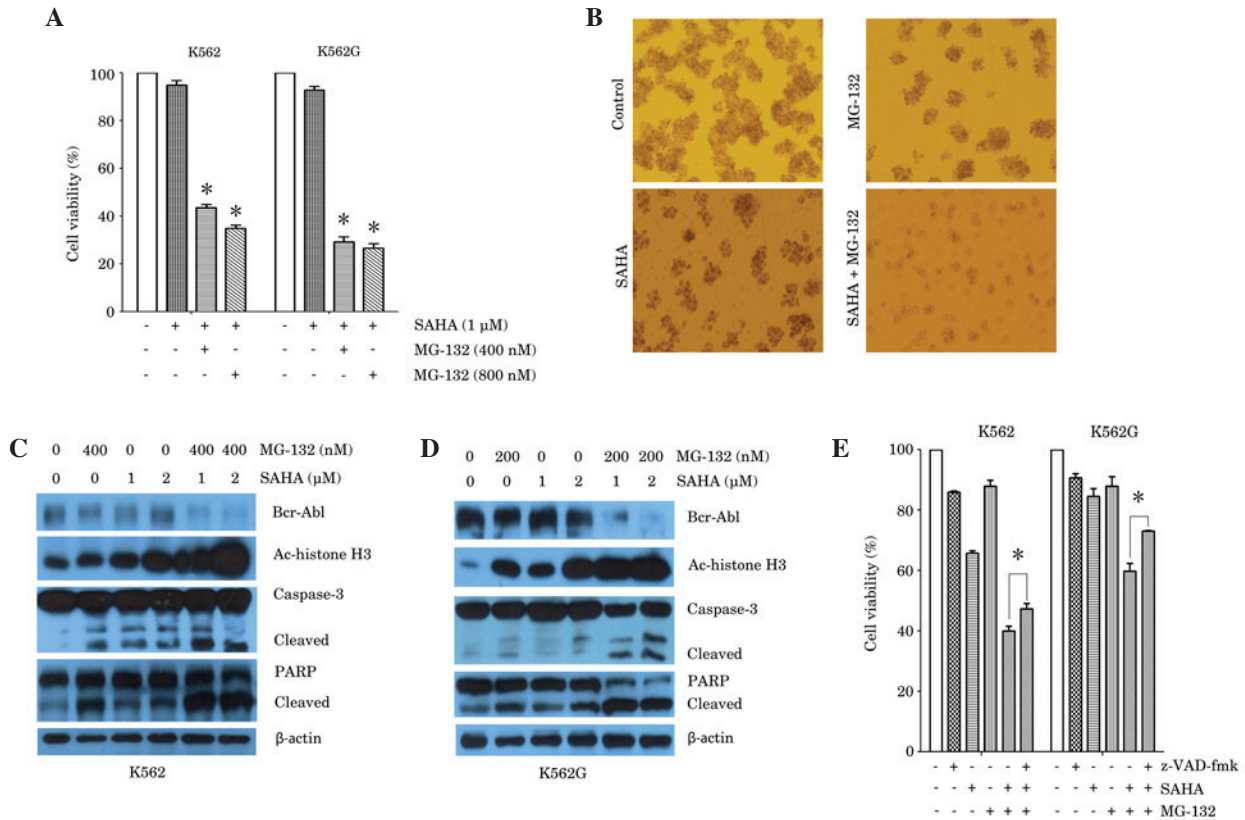 A
K562
K562G
Cell viability (%)
100
80
60
40
20
0
- + + + - + + + SAHA (1 μM)
- - + - - - + - MG-132 (400 nM)
- - - + - - - + MG-132 (800 nM)
* * * *
B
Control
MG-132
SAHA
SAHA + MG-132
C
0 400 0 0 400 400 MG-132 (nM)
0 0 1 2 1 2 SAHA (μM)
Bcr-Abl
Ac-histone H3
Caspase-3
Cleaved
PARP
Cleaved
β-actin
K562
D
0 200 0 0 200 200 MG-132 (nM)
0 0 1 2 1 2 SAHA (μM)
Bcr-Abl
Ac-histone H3
Caspase-3
Cleaved
PARP
Cleaved
β-actin
K562G
E
K562
K562G
Cell viability (%)
100
80
60
40
60
0
* *
- + - - - + - + - - - + z-VAD-fmk
- - + - + + - - + - + + SAHA
- - - + + + - - - + + + MG-132